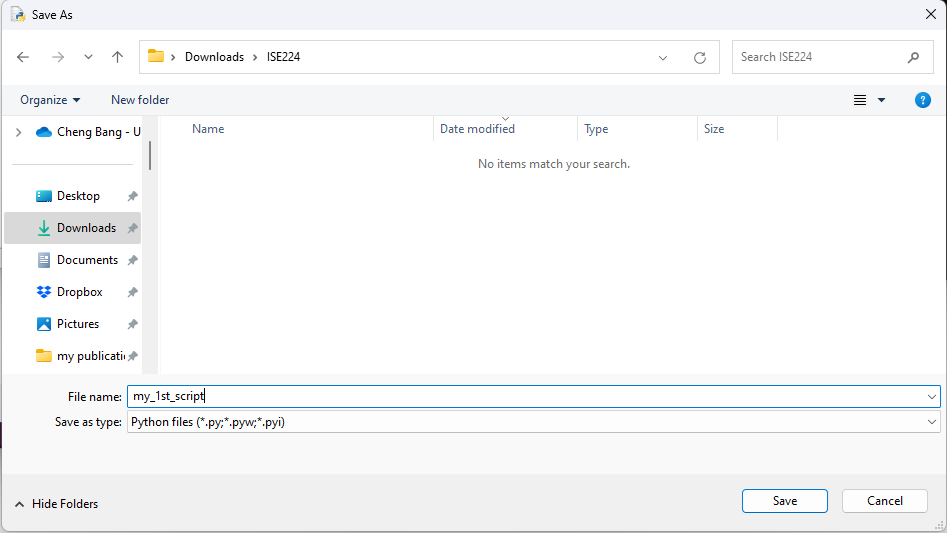 Save As
Downloads > ISE224
Search ISE224
Organize
New folder
Name
Date modified
Type
Size
No items match your search.
Cheng Bang - U
Desktop
Downloads
Documents
Dropbox
Pictures
my publicati
File name: my_1st_script
Save as type: Python files (*.py;*.pyw;*.pyi)
Hide Folders
Save
Cancel